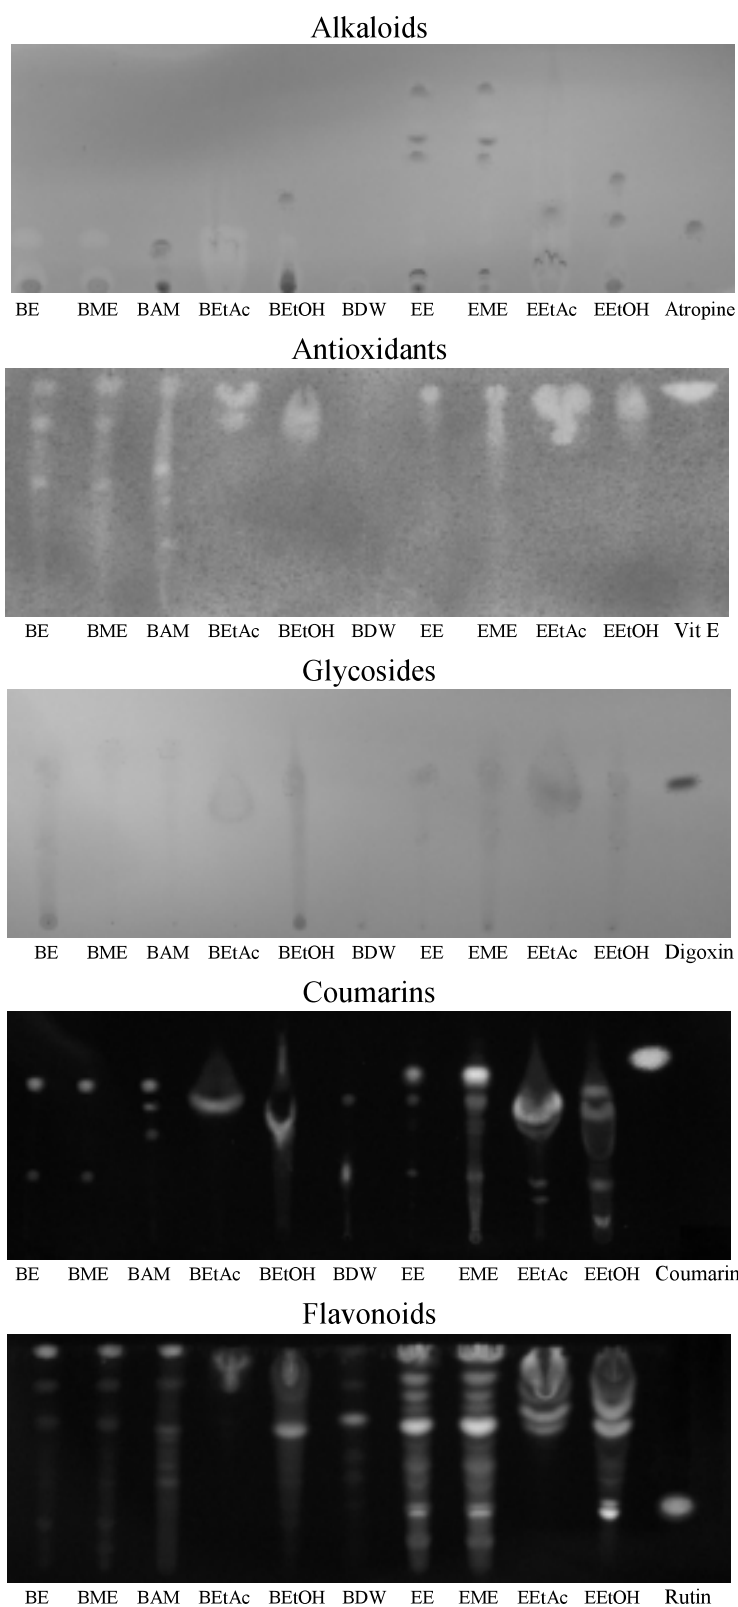 Alkaloids
BE BME BAM BEtAc BEtOH BDW EE EME EEtAc EEtOH Atropine
Antioxidants
BE BME BAM BEtAc BEtOH BDW EE EME EEtAc EEtOH Vit E
Glycosides
BE BME BAM BEtAc BEtOH BDW EE EME EEtAc EEtOH Digoxin
Coumarins
BE BME BAM BEtAc BEtOH BDW EE EME EEtAc EEtOH Coumarin
Flavonoids
BE BME BAM BEtAc BEtOH BDW EE EME EEtAc EEtOH Rutin